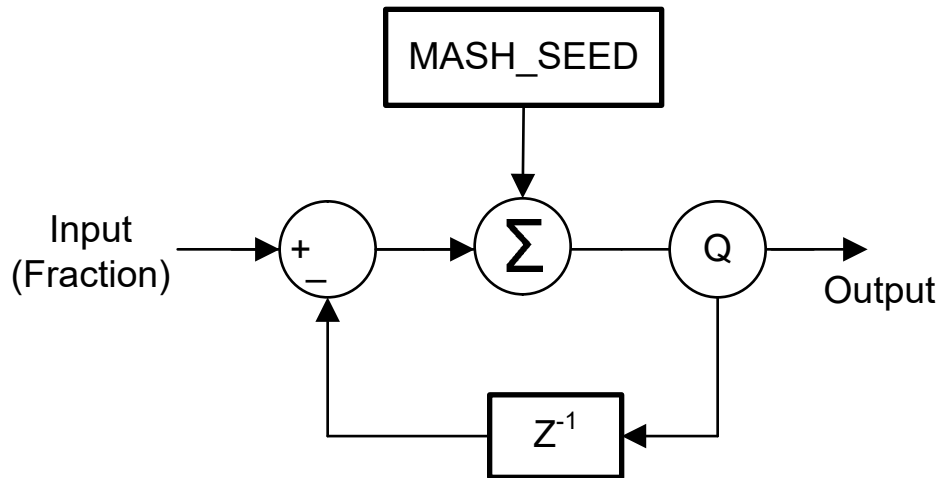 MASH_SEED
Input
(Fraction)
+
_
Σ
Q
Output
Z-1